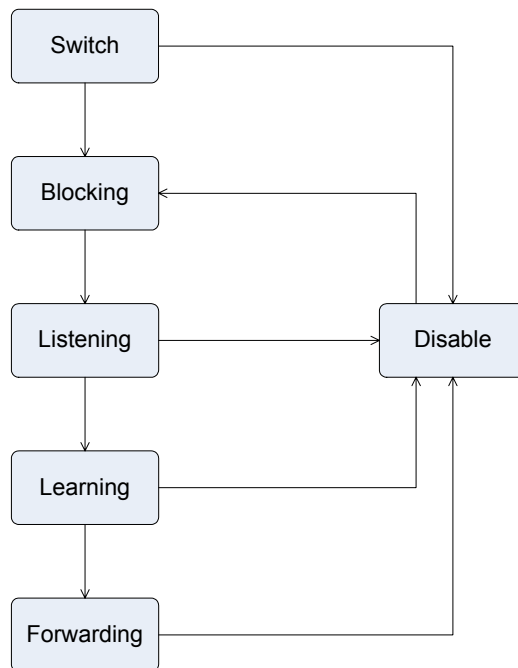 Switch
Blocking
Listening
Disable
Learning
Forwarding